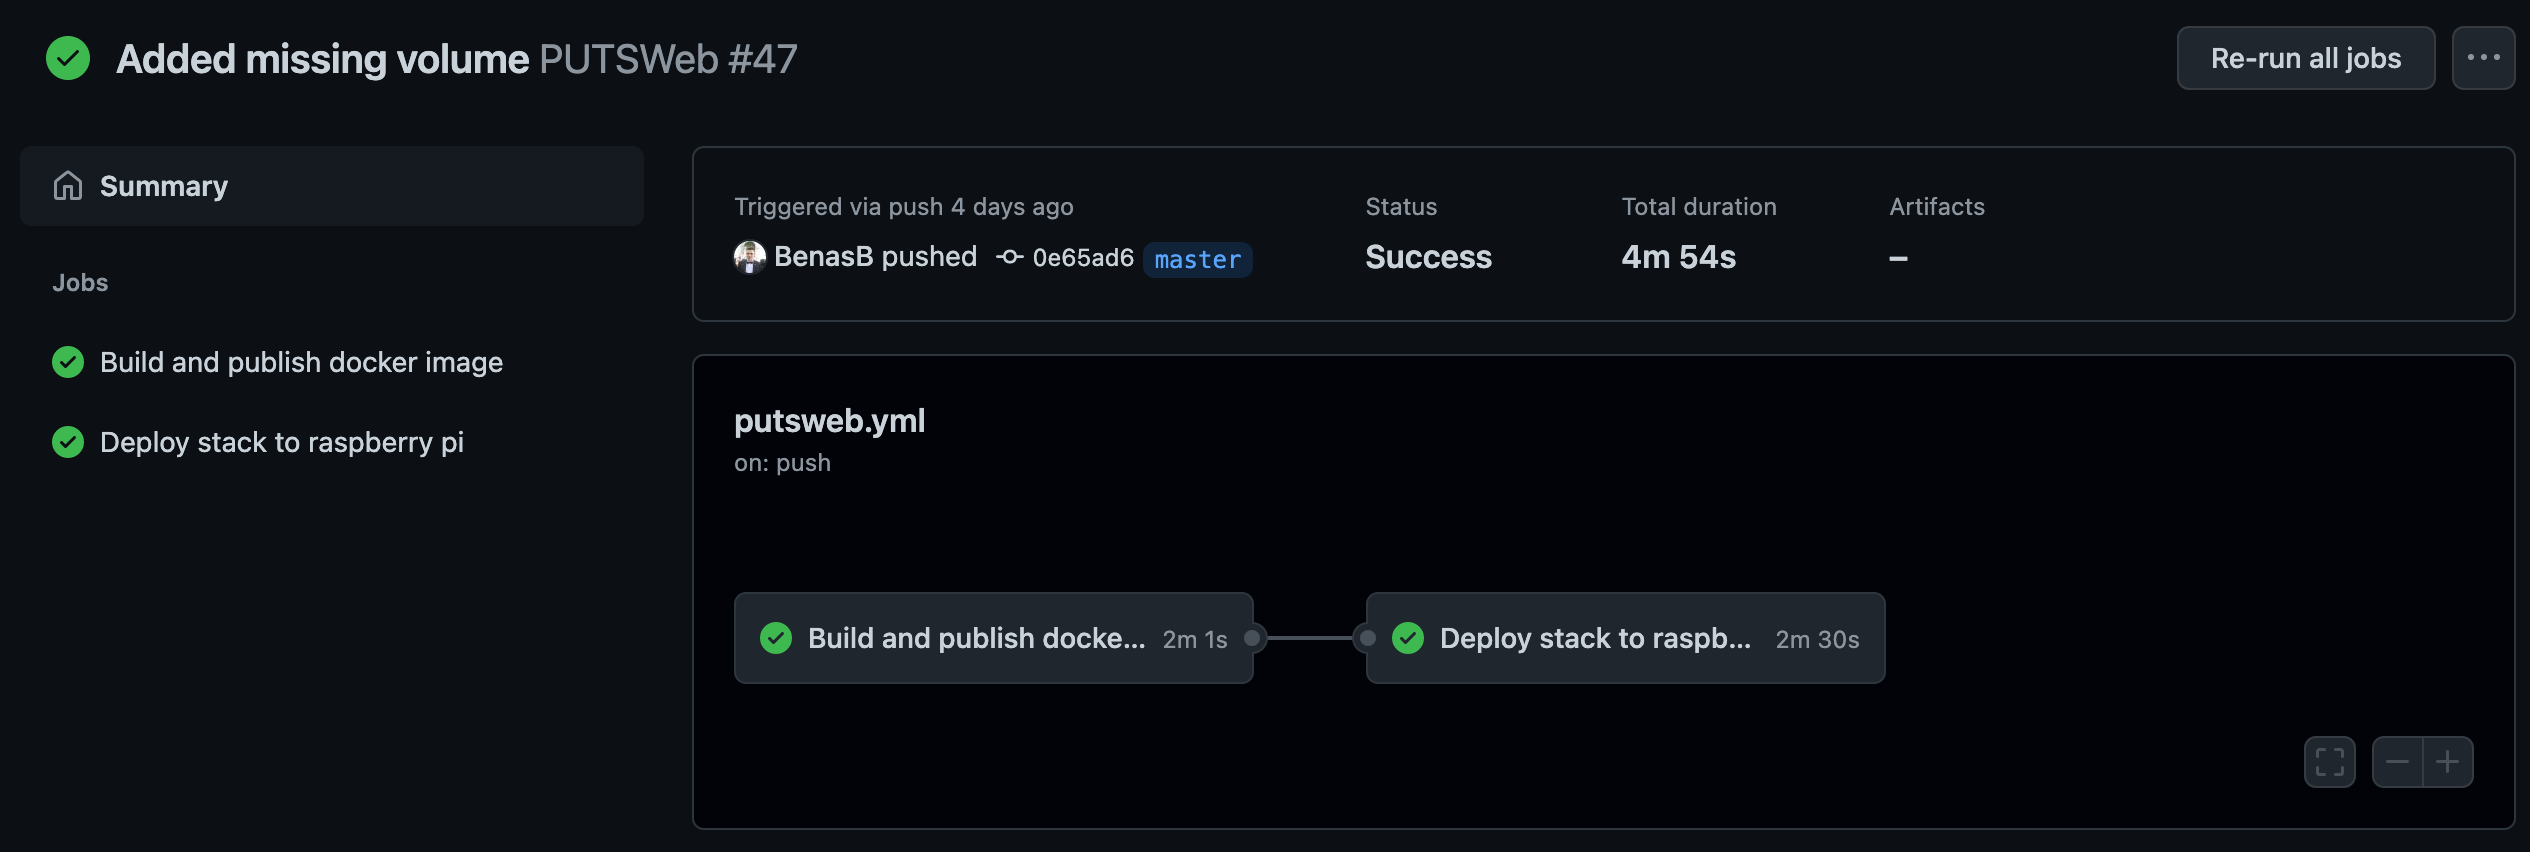 Added missing volume PUTSWeb #47
Re-run all jobs
Summary
Jobs
Build and publish docker image
Deploy stack to raspberry pi
Triggered via push 4 days ago
BenasB pushed 0e65ad6 master
Status
Success
Total duration
4m 54s
Artifacts
–
putsweb.yml
on: push
Build and publish docke... 2m 1s
Deploy stack to raspb... 2m 30s